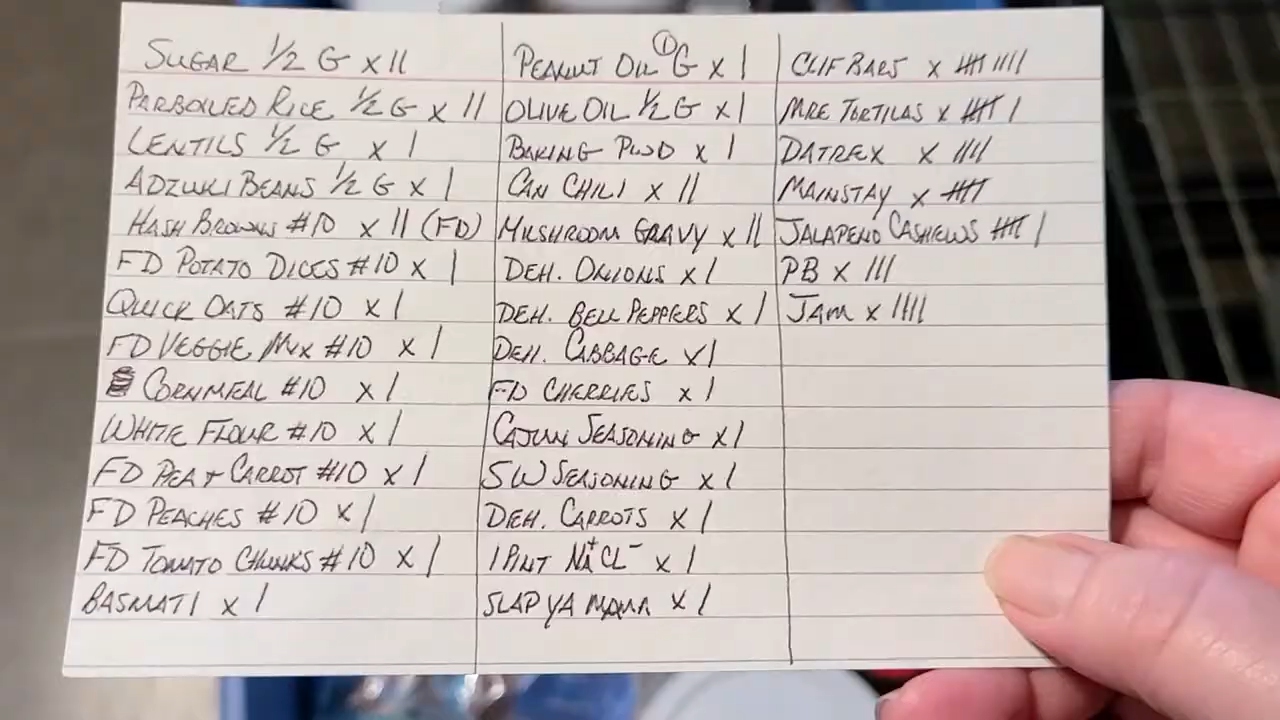 SUGAR 1/2 G x ||
PARBOILED RICE 1/2 G x ||
LENTILS 1/2 G x |
ADZUKI BEANS 1/2 G x |
HASH BROWNS #10 x || (FD)
FD POTATO DICES #10 x |
QUICK OATS #10 x |
FD VEGGIE MIX #10 x |
CORNMEAL #10 x |
WHITE FLOUR #10 x |
FD PEA + CARROT #10 x |
FD PEACHES #10 x |
FD TOMATO CHUNKS #10 x |
BASMATI x |
PEANUT OIL ① G x |
OLIVE OIL 1/2 G x |
BAKING PWD x |
CAN CHILI x ||
MUSHROOM GRAVY x ||
DEH. ONIONS x |
DEH. BELL PEPPERS x |
DEH. CABBAGE x |
FD CHERRIES x |
CAJUN SEASONING x |
SW SEASONING x |
DEH. CARROTS x |
1 PINT NA+ CL- x |
SLAP YA MAMA x |
CLIF BARS x |||| ||||
MRE TORTILAS x |||| |
DATREX x ||||
MAINSTAY x ||||
JALAPENO CASHEWS |||| |
PB x |||
JAM x ||||